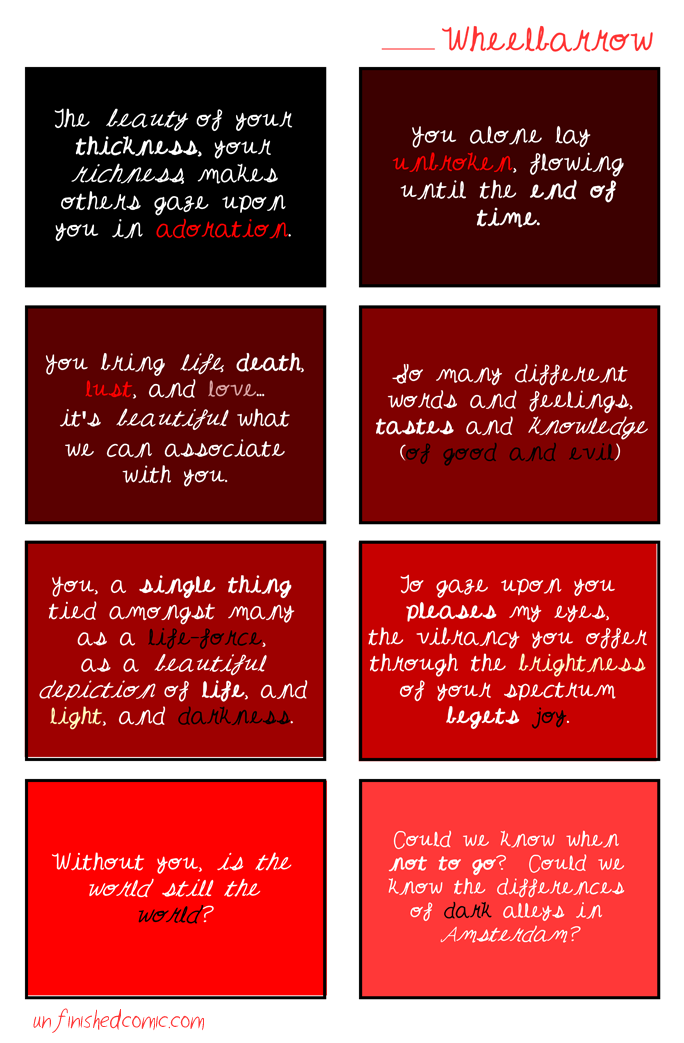 ____ Wheelbarrow
The beauty of your
thickness, your
richness, makes
others gaze upon
you in adoration.
You alone lay
unbroken, flowing
until the end of
time.
You bring life, death,
lust, and love...
it's beautiful what
we can associate
with you.
So many different
words and feelings,
tastes and knowledge
(of good and evil)
You, a single thing
tied amongst many
as a life-force,
as a beautiful
depiction of life, and
light, and darkness.
To gaze upon you
pleases my eyes,
the vibrancy you offer
through the brightness
of your spectrum
begets joy.
Without you, is the
world still the
world?
Could we know when
not to go? Could we
know the differences
of dark alleys in
Amsterdam?
unfinishedcomic.com